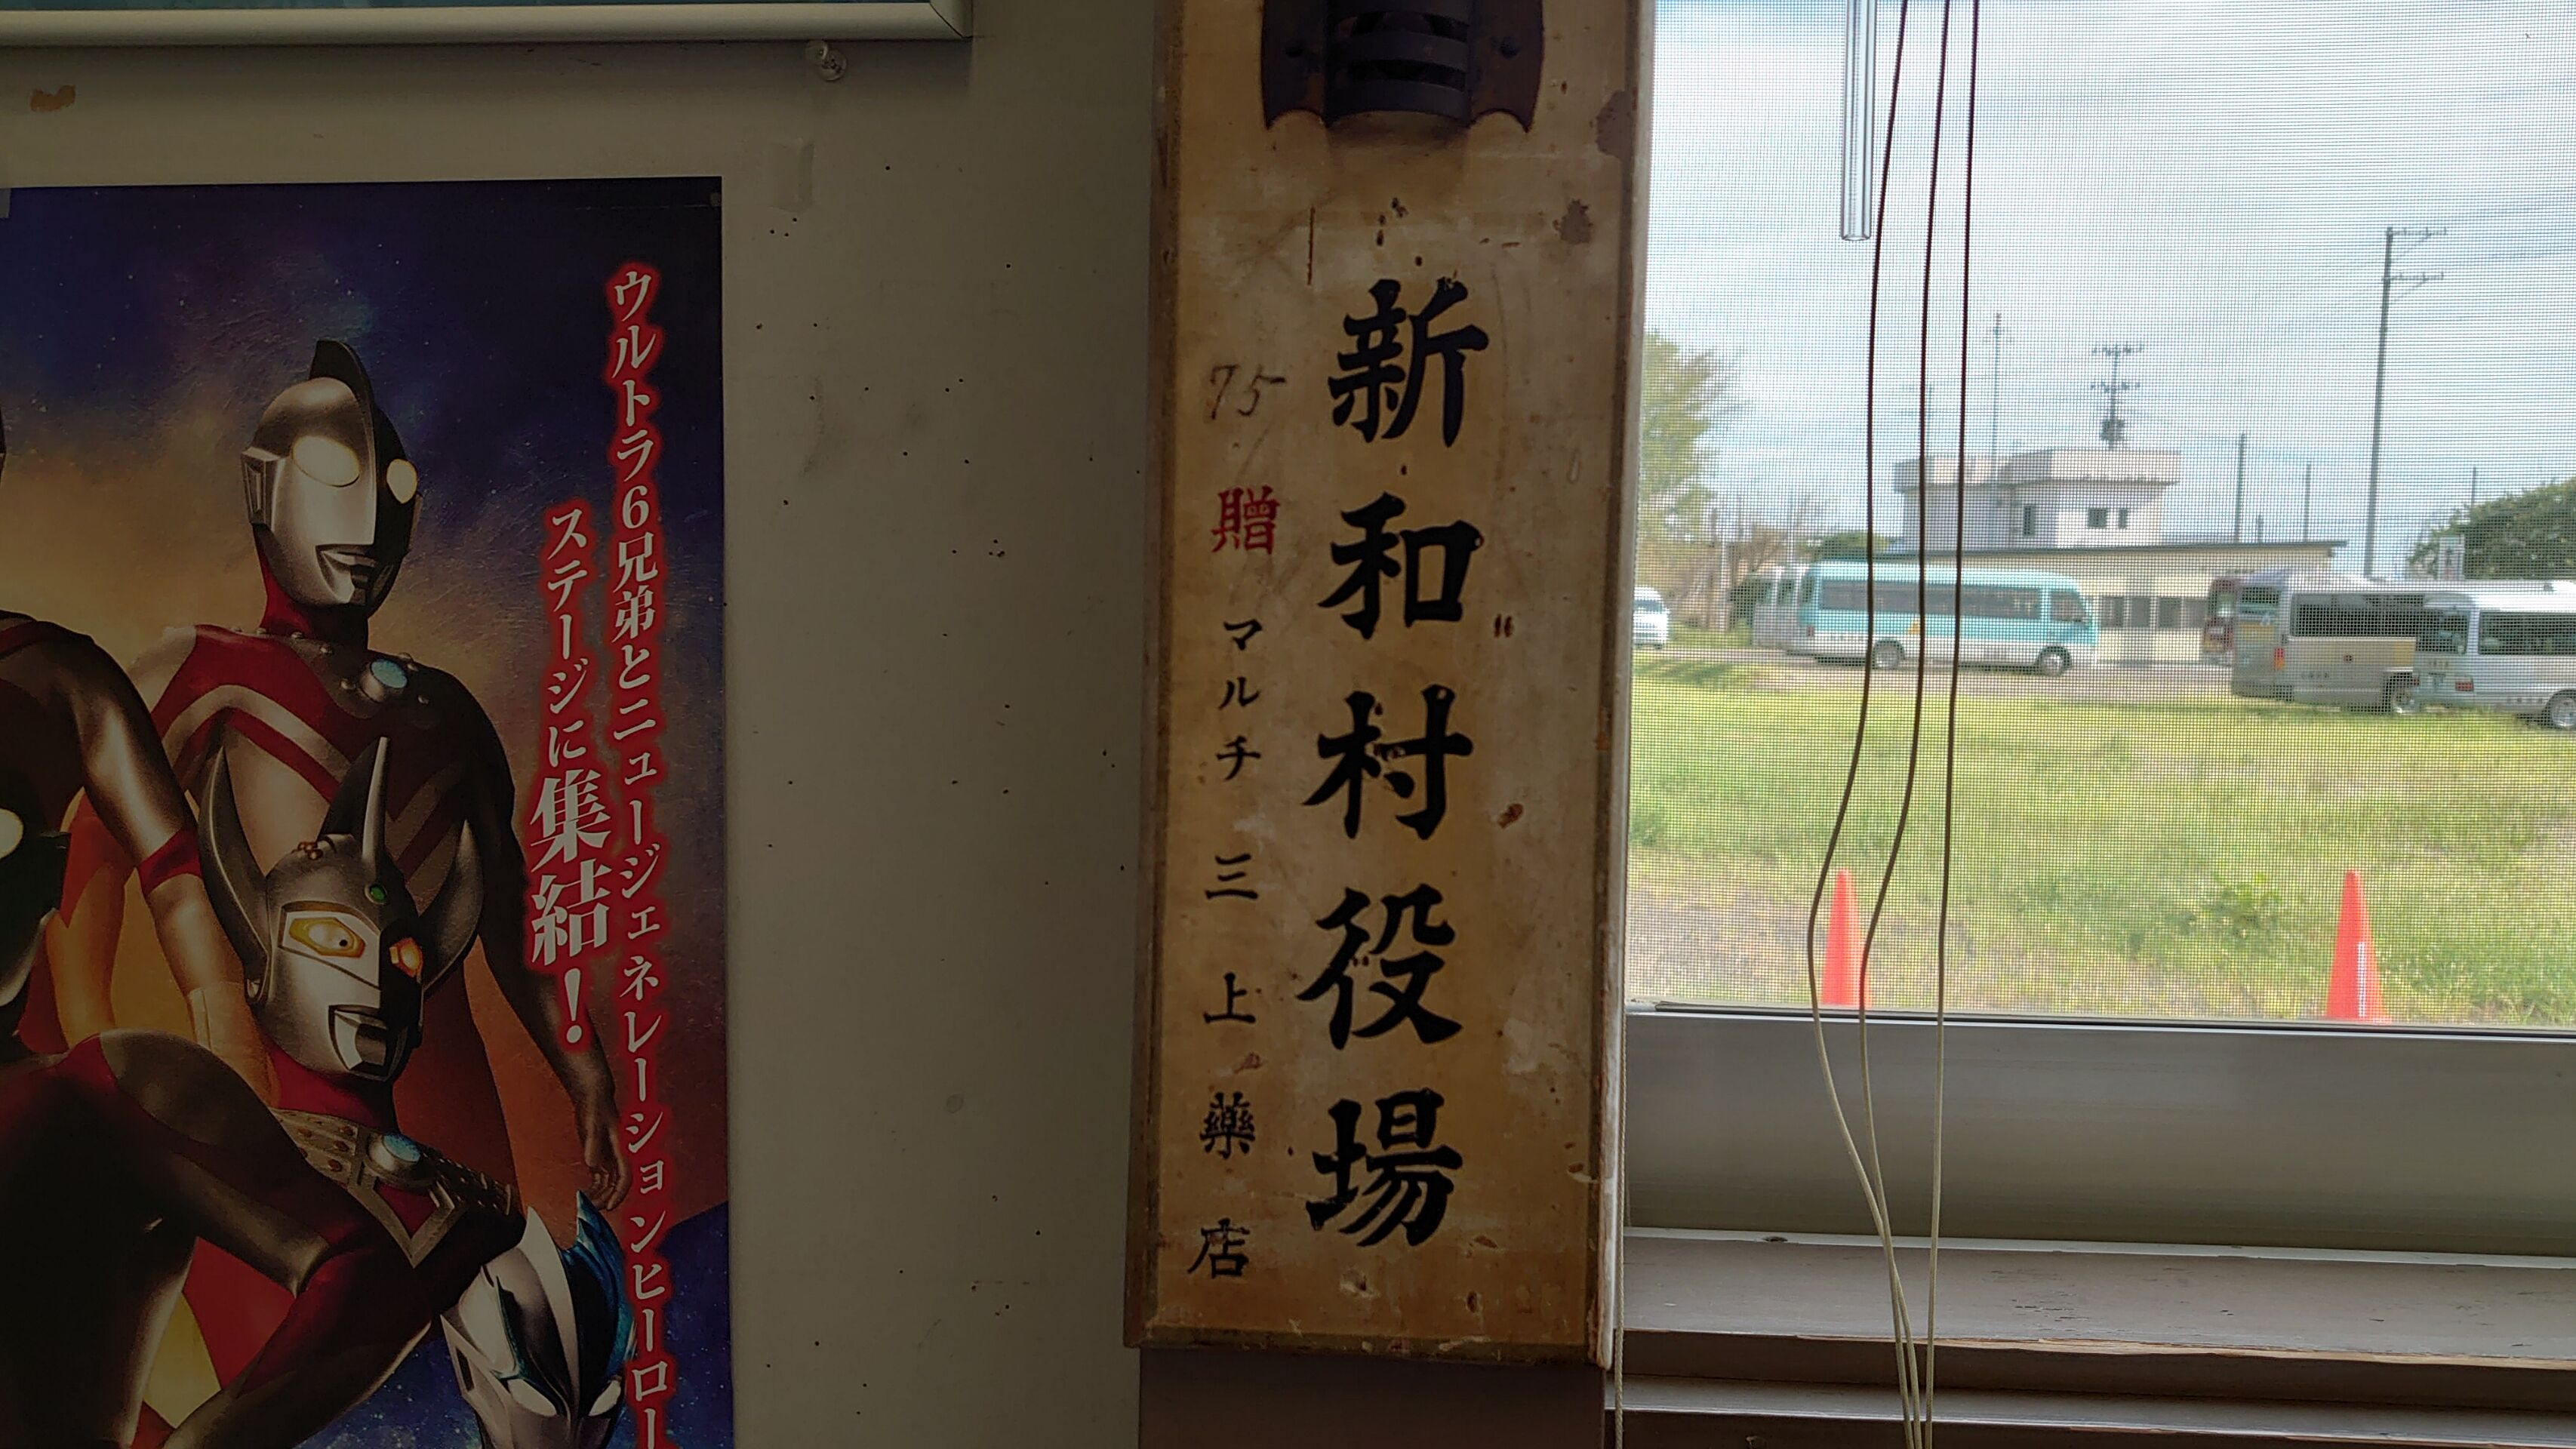 新和村役場
75
贈 マルチ三上藥店
ウルトラ6兄弟とニュージェネレーションヒーロー
ステージに集結!